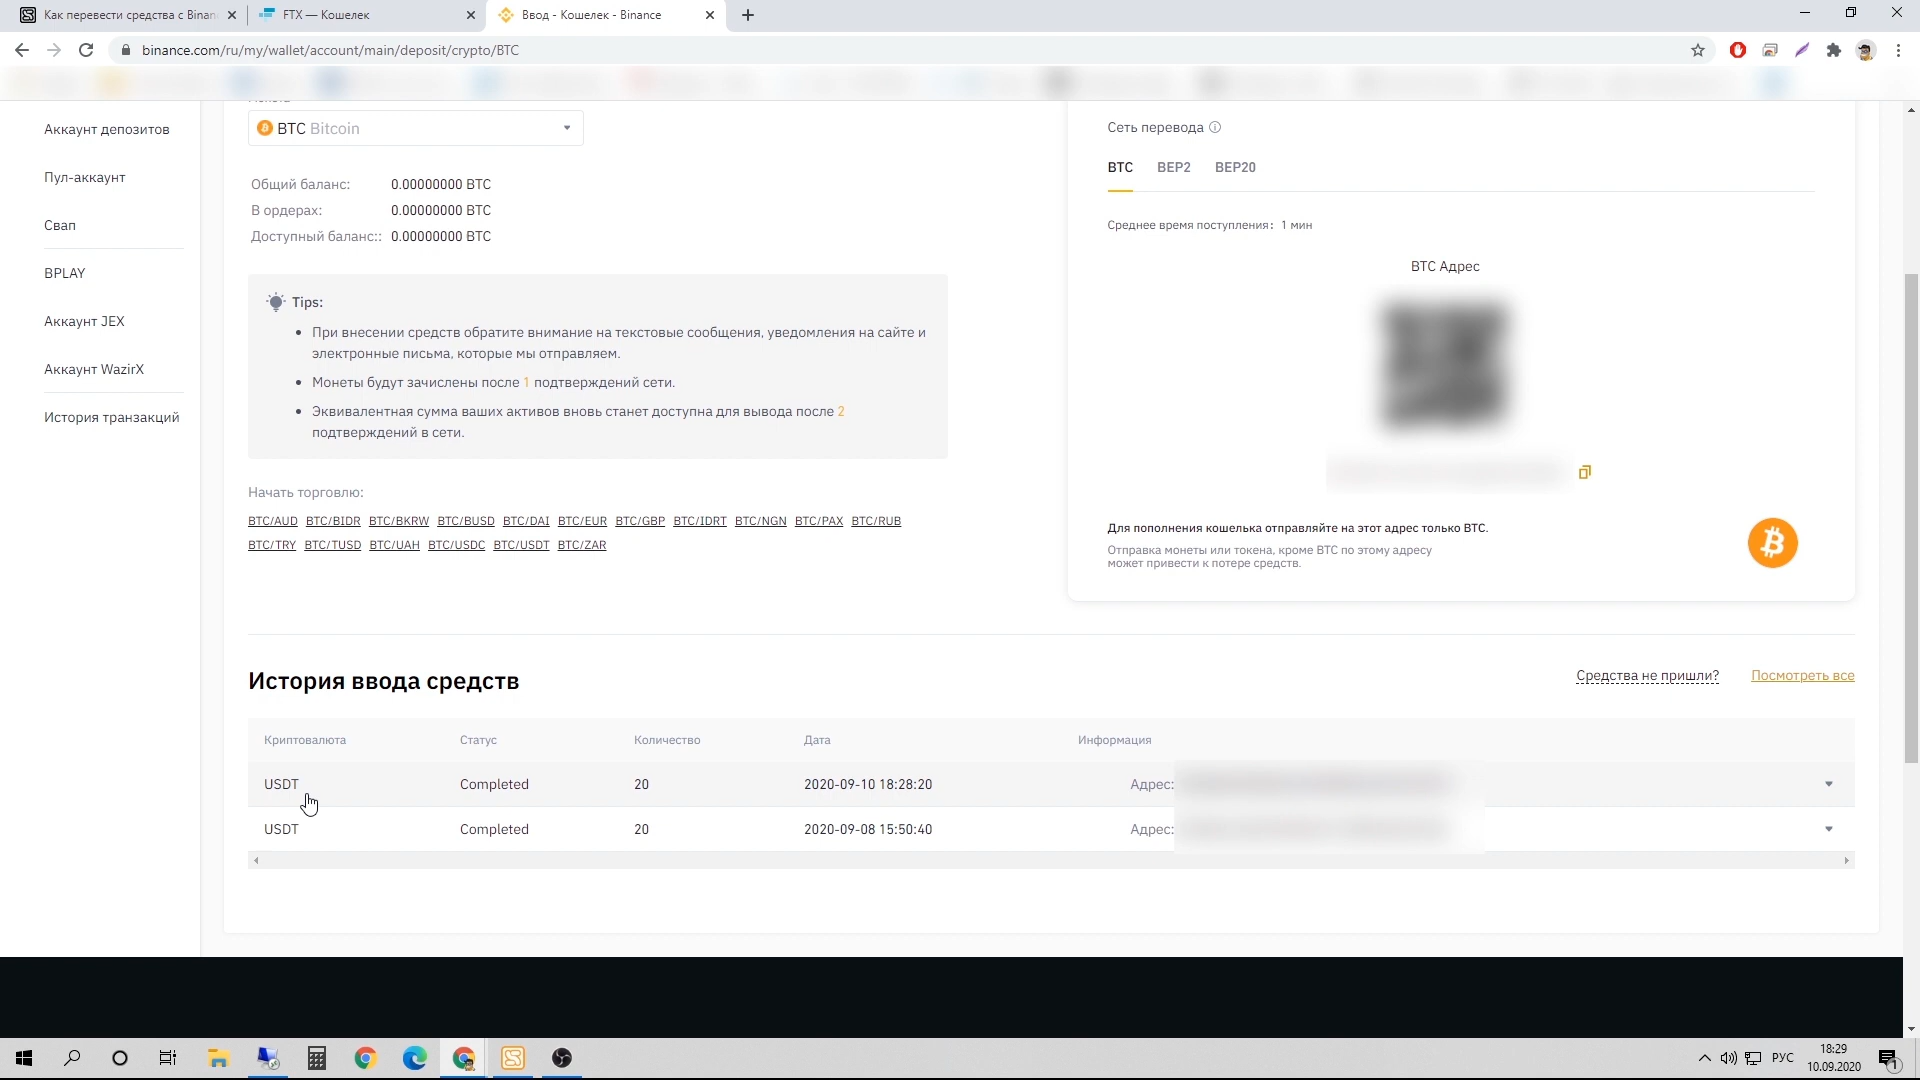 Как перевести средства с Binan
FTX — Кошелек
Ввод - Кошелек - Binance
binance.com/ru/my/wallet/account/main/deposit/crypto/BTC
Аккаунт депозитов
Пул-аккаунт
Свап
BPLAY
Аккаунт JEX
Аккаунт WazirX
История транзакций
BTC Bitcoin
Общий баланс: 0.00000000 BTC
В ордерах: 0.00000000 BTC
Доступный баланс:: 0.00000000 BTC
Tips:
При внесении средств обратите внимание на текстовые сообщения, уведомления на сайте и
электронные письма, которые мы отправляем.
Монеты будут зачислены после 1 подтверждений сети.
Эквивалентная сумма ваших активов вновь станет доступна для вывода после 2
подтверждений в сети.
Начать торговлю:
BTC/AUD BTC/BIDR BTC/BKRW BTC/BUSD BTC/DAI BTC/EUR BTC/GBP BTC/IDRT BTC/NGN BTC/PAX BTC/RUB
BTC/TRY BTC/TUSD BTC/UAH BTC/USDC BTC/USDT BTC/ZAR
Сеть перевода
BTC BEP2 BEP20
Среднее время поступления: 1 мин
BTC Адрес
Для пополнения кошелька отправляйте на этот адрес только BTC.
Отправка монеты или токена, кроме BTC по этому адресу
может привести к потере средств.
История ввода средств
Средства не пришли? Посмотреть все
Криптовалюта Статус Количество Дата Информация
USDT Completed 20 2020-09-10 18:28:20 Адрес:
USDT Completed 20 2020-09-08 15:50:40 Адрес:
РУС
18:29
10.09.2020
1